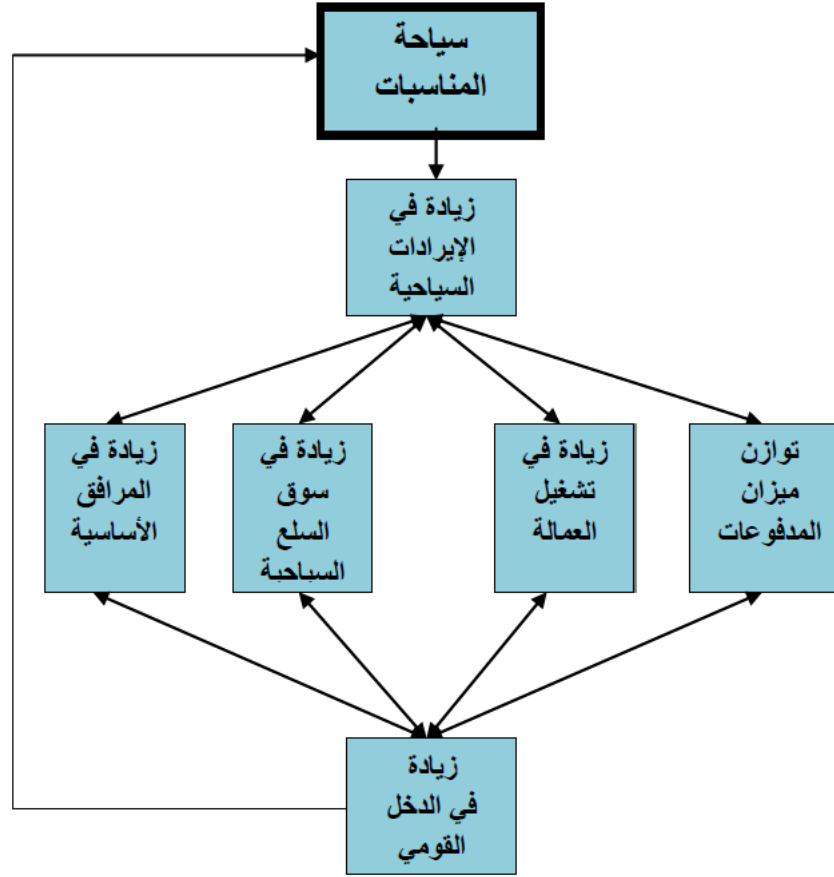 سياحة
المناسبات
زيادة في
الإيرادات
السياحية
توازن
ميزان
المدفوعات
زيادة في
تشغيل
العمالة
زيادة في
سوق
السلع
السياحية
زيادة في
المرافق
الأساسية
زيادة
في الدخل
القومي